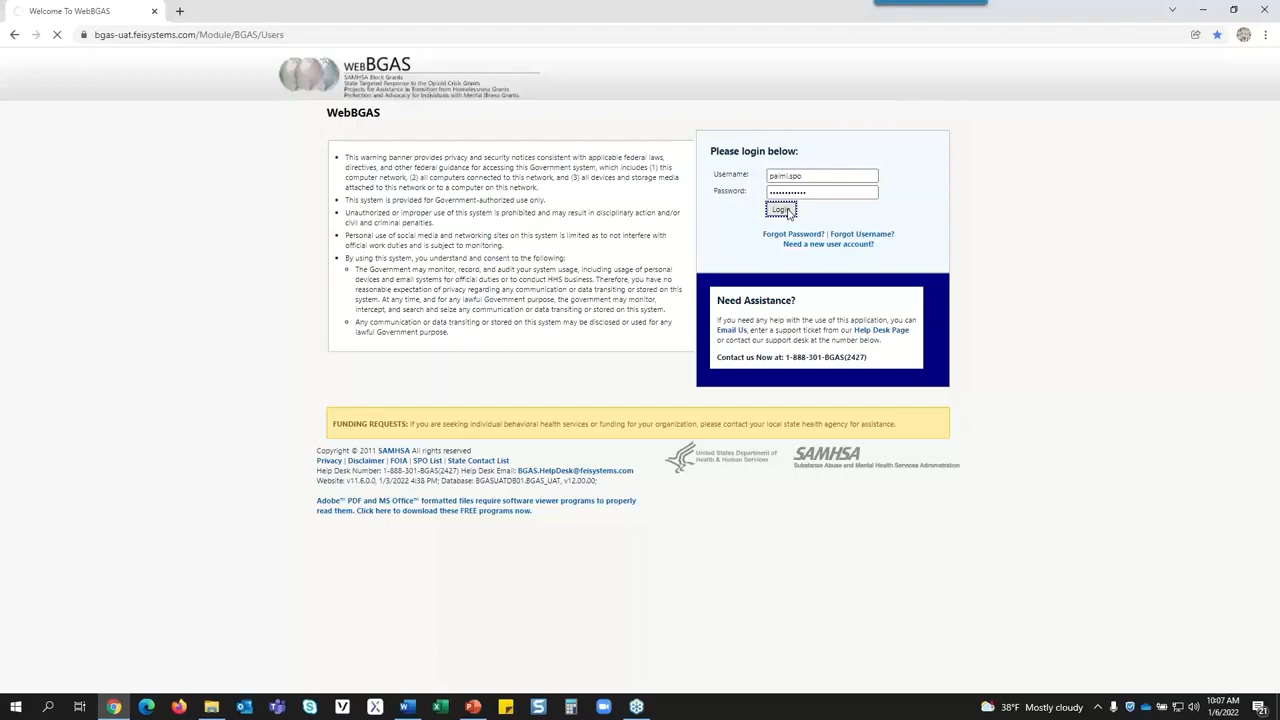 Welcome To WebBGAS
bgas-uat.feisystems.com/Module/BGAS/Users
WEBBGAS
SAMHSA Block Grants
State Targeted Response to the Opioid Crisis Grants
Projects for Assistance in Transition from Homelessness Grants
Protection and Advocacy for Individuals with Mental Illness Grants
WebBGAS
This warning banner provides privacy and security notices consistent with applicable federal laws,
directives, and other federal guidance for accessing this Government system, which includes (1) this
computer network, (2) all computers connected to this network, and (3) all devices and storage media
attached to this network or to a computer on this network.
This system is provided for Government-authorized use only.
Unauthorized or improper use of this system is prohibited and may result in disciplinary action and/or
civil and criminal penalties.
Personal use of social media and networking sites on this system is limited as to not interfere with
official work duties and is subject to monitoring.
By using this system, you understand and consent to the following:
The Government may monitor, record, and audit your system usage, including usage of personal
devices and email systems for official duties or to conduct HHS business. Therefore, you have no
reasonable expectation of privacy regarding any communication or data transiting or stored on this
system. At any time, and for any lawful Government purpose, the government may monitor,
intercept, and search and seize any communication or data transiting or stored on this system.
Any communication or data transiting or stored on this system may be disclosed or used for any
lawful Government purpose.
Please login below:
Username: paimi.spo
Password: ••••••••••••
Login
Forgot Password? | Forgot Username?
Need a new user account?
Need Assistance?
If you need any help with the use of this application, you can
Email Us, enter a support ticket from our Help Desk Page
or contact our support desk at the number below.
Contact us Now at: 1-888-301-BGAS(2427)
FUNDING REQUESTS: If you are seeking individual behavioral health services or funding for your organization, please contact your local state health agency for assistance.
Copyright © 2011 SAMHSA All rights reserved
Privacy | Disclaimer | FOIA | SPO List | State Contact List
Help Desk Number: 1-888-301-BGAS(2427) Help Desk Email: BGAS.HelpDesk@feisystems.com
Website: v11.6.0.0, 1/3/2022 4:38 PM; Database: BGASUATDB01.BGAS_UAT, v12.00.00;
United States Department of
Health & Human Services
SAMHSA
Substance Abuse and Mental Health Services Administration
Adobe™ PDF and MS Office™ formatted files require software viewer programs to properly
read them. Click here to download these FREE programs now.
38°F Mostly cloudy
10:07 AM
1/6/2022